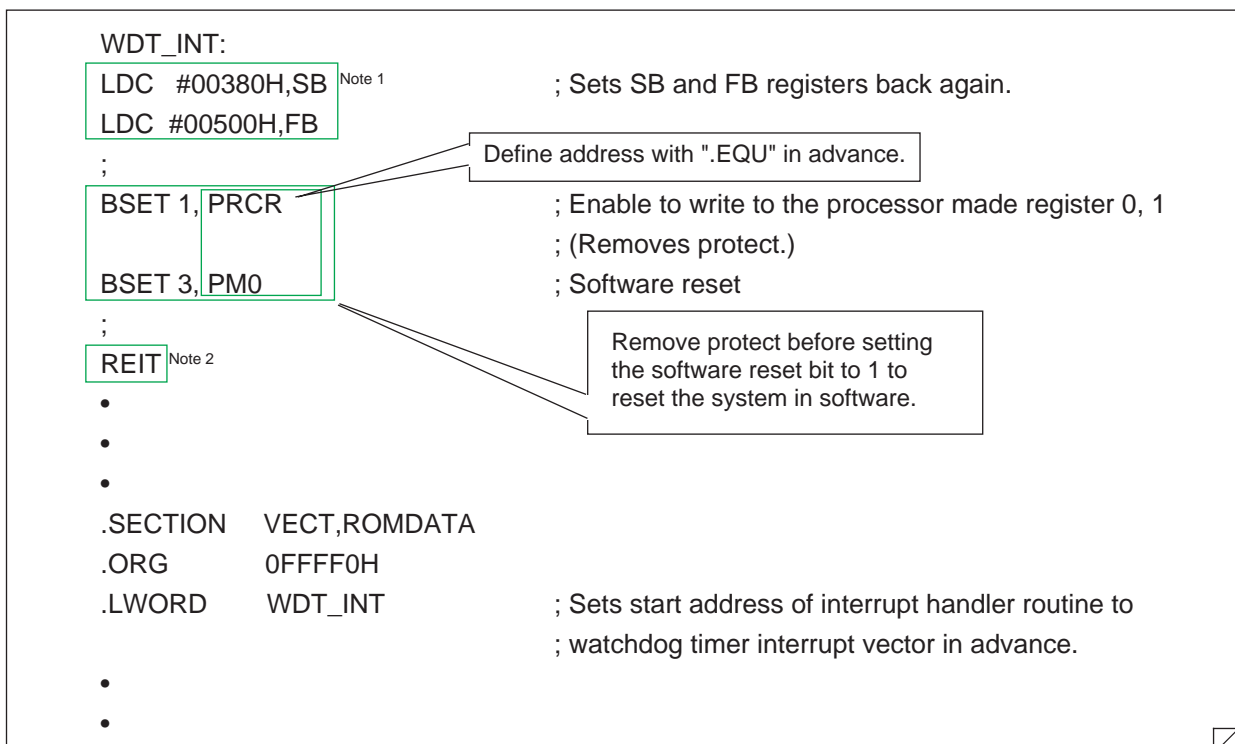 WDT_INT:
LDC #00380H,SB Note 1 ; Sets SB and FB registers back again.
LDC #00500H,FB
Define address with ".EQU" in advance.
;
BSET 1, PRCR ; Enable to write to the processor made register 0, 1
; (Removes protect.)
BSET 3, PM0 ; Software reset
;
Remove protect before setting
the software reset bit to 1 to
reset the system in software.
REIT Note 2
•
•
•
.SECTION VECT,ROMDATA
.ORG 0FFFF0H
.LWORD WDT_INT ; Sets start address of interrupt handler routine to
; watchdog timer interrupt vector in advance.
•
•